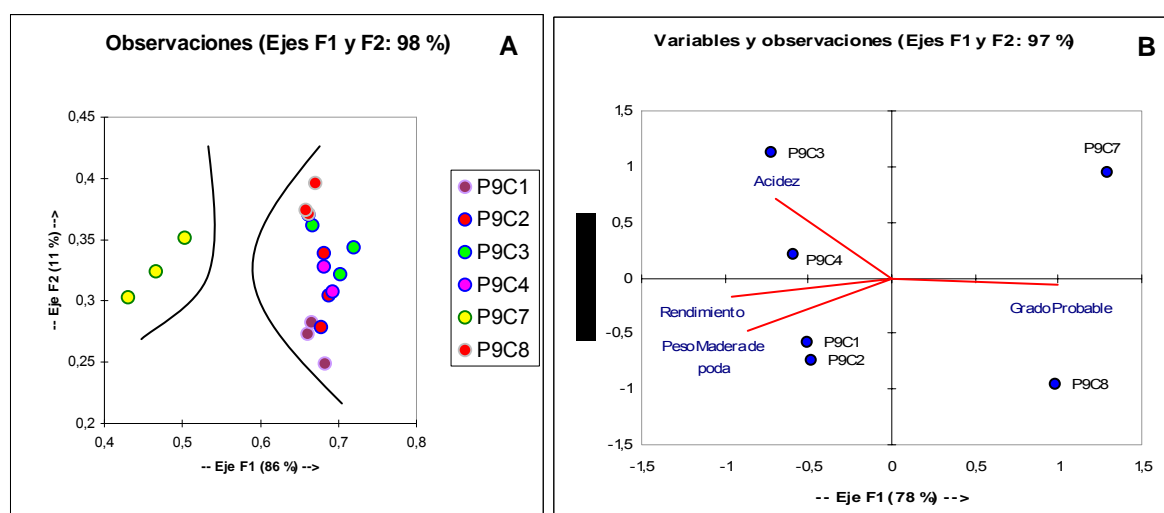 Observaciones (Ejes F1 y F2: 98 %)
A
0,45
0,4
0,35
0,3
0,25
0,2
0,4
0,5
0,6
0,7
0,8
-- Eje F2 (11 %) -->
-- Eje F1 (86 %) -->
P9C1
P9C2
P9C3
P9C4
P9C7
P9C8
Variables y observaciones (Ejes F1 y F2: 97 %)
B
1,5
1
0,5
0
-0,5
-1
-1,5
P9C3
P9C7
Acidez
P9C4
Rendimiento
Grado Probable
Peso Madera de
poda
P9C1
P9C2
P9C8
-1,5
-1
-0,5
0
0,5
1
1,5
-- Eje F1 (78 %) -->